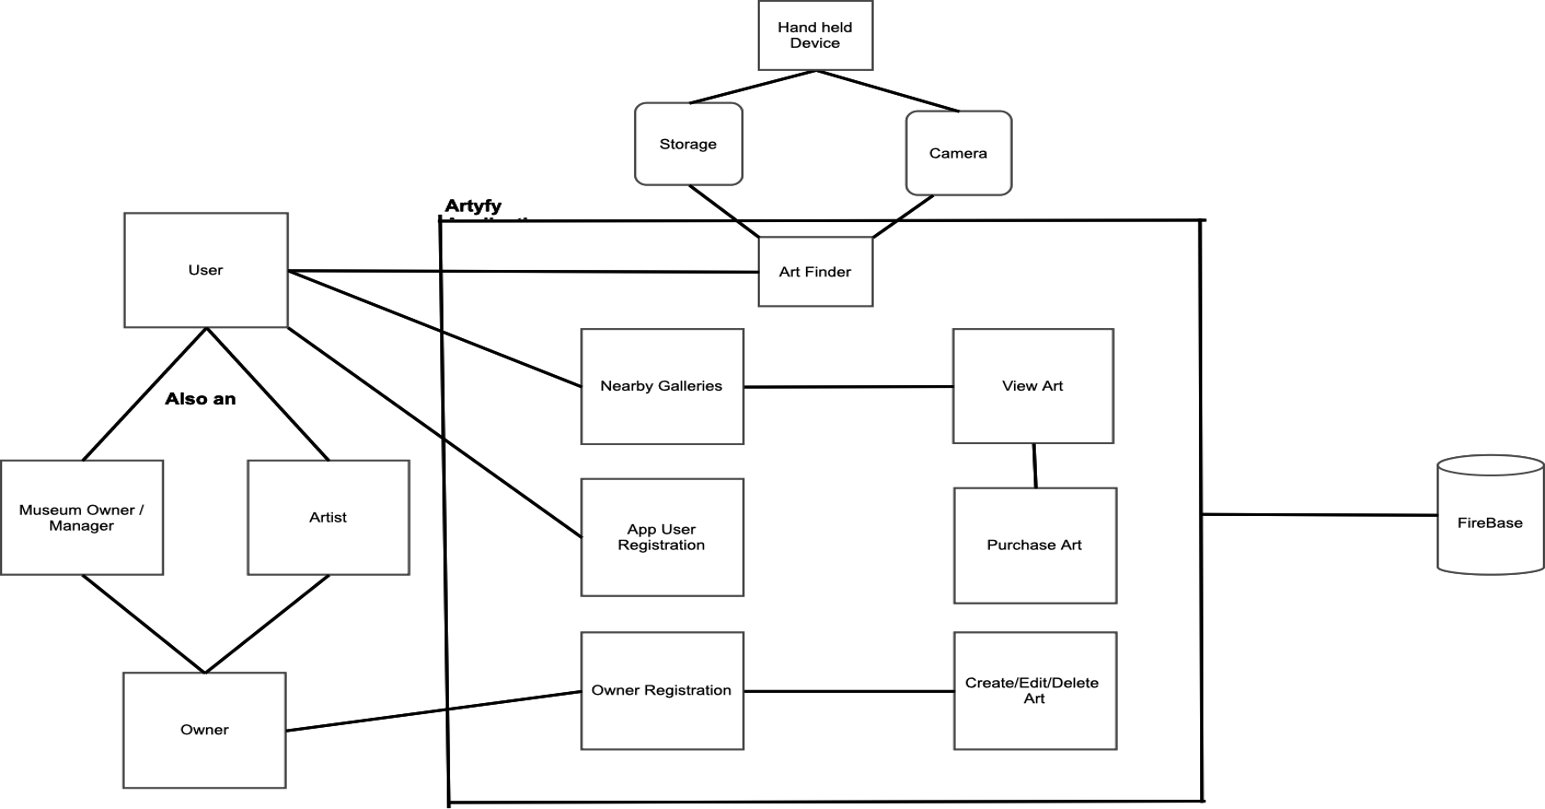 Hand held
Device
Storage
Camera
Artyfy
User
Art Finder
Nearby Galleries
View Art
Also an
Museum Owner /
Manager
Artist
App User
Registration
Purchase Art
FireBase
Owner Registration
Create/Edit/Delete
Art
Owner